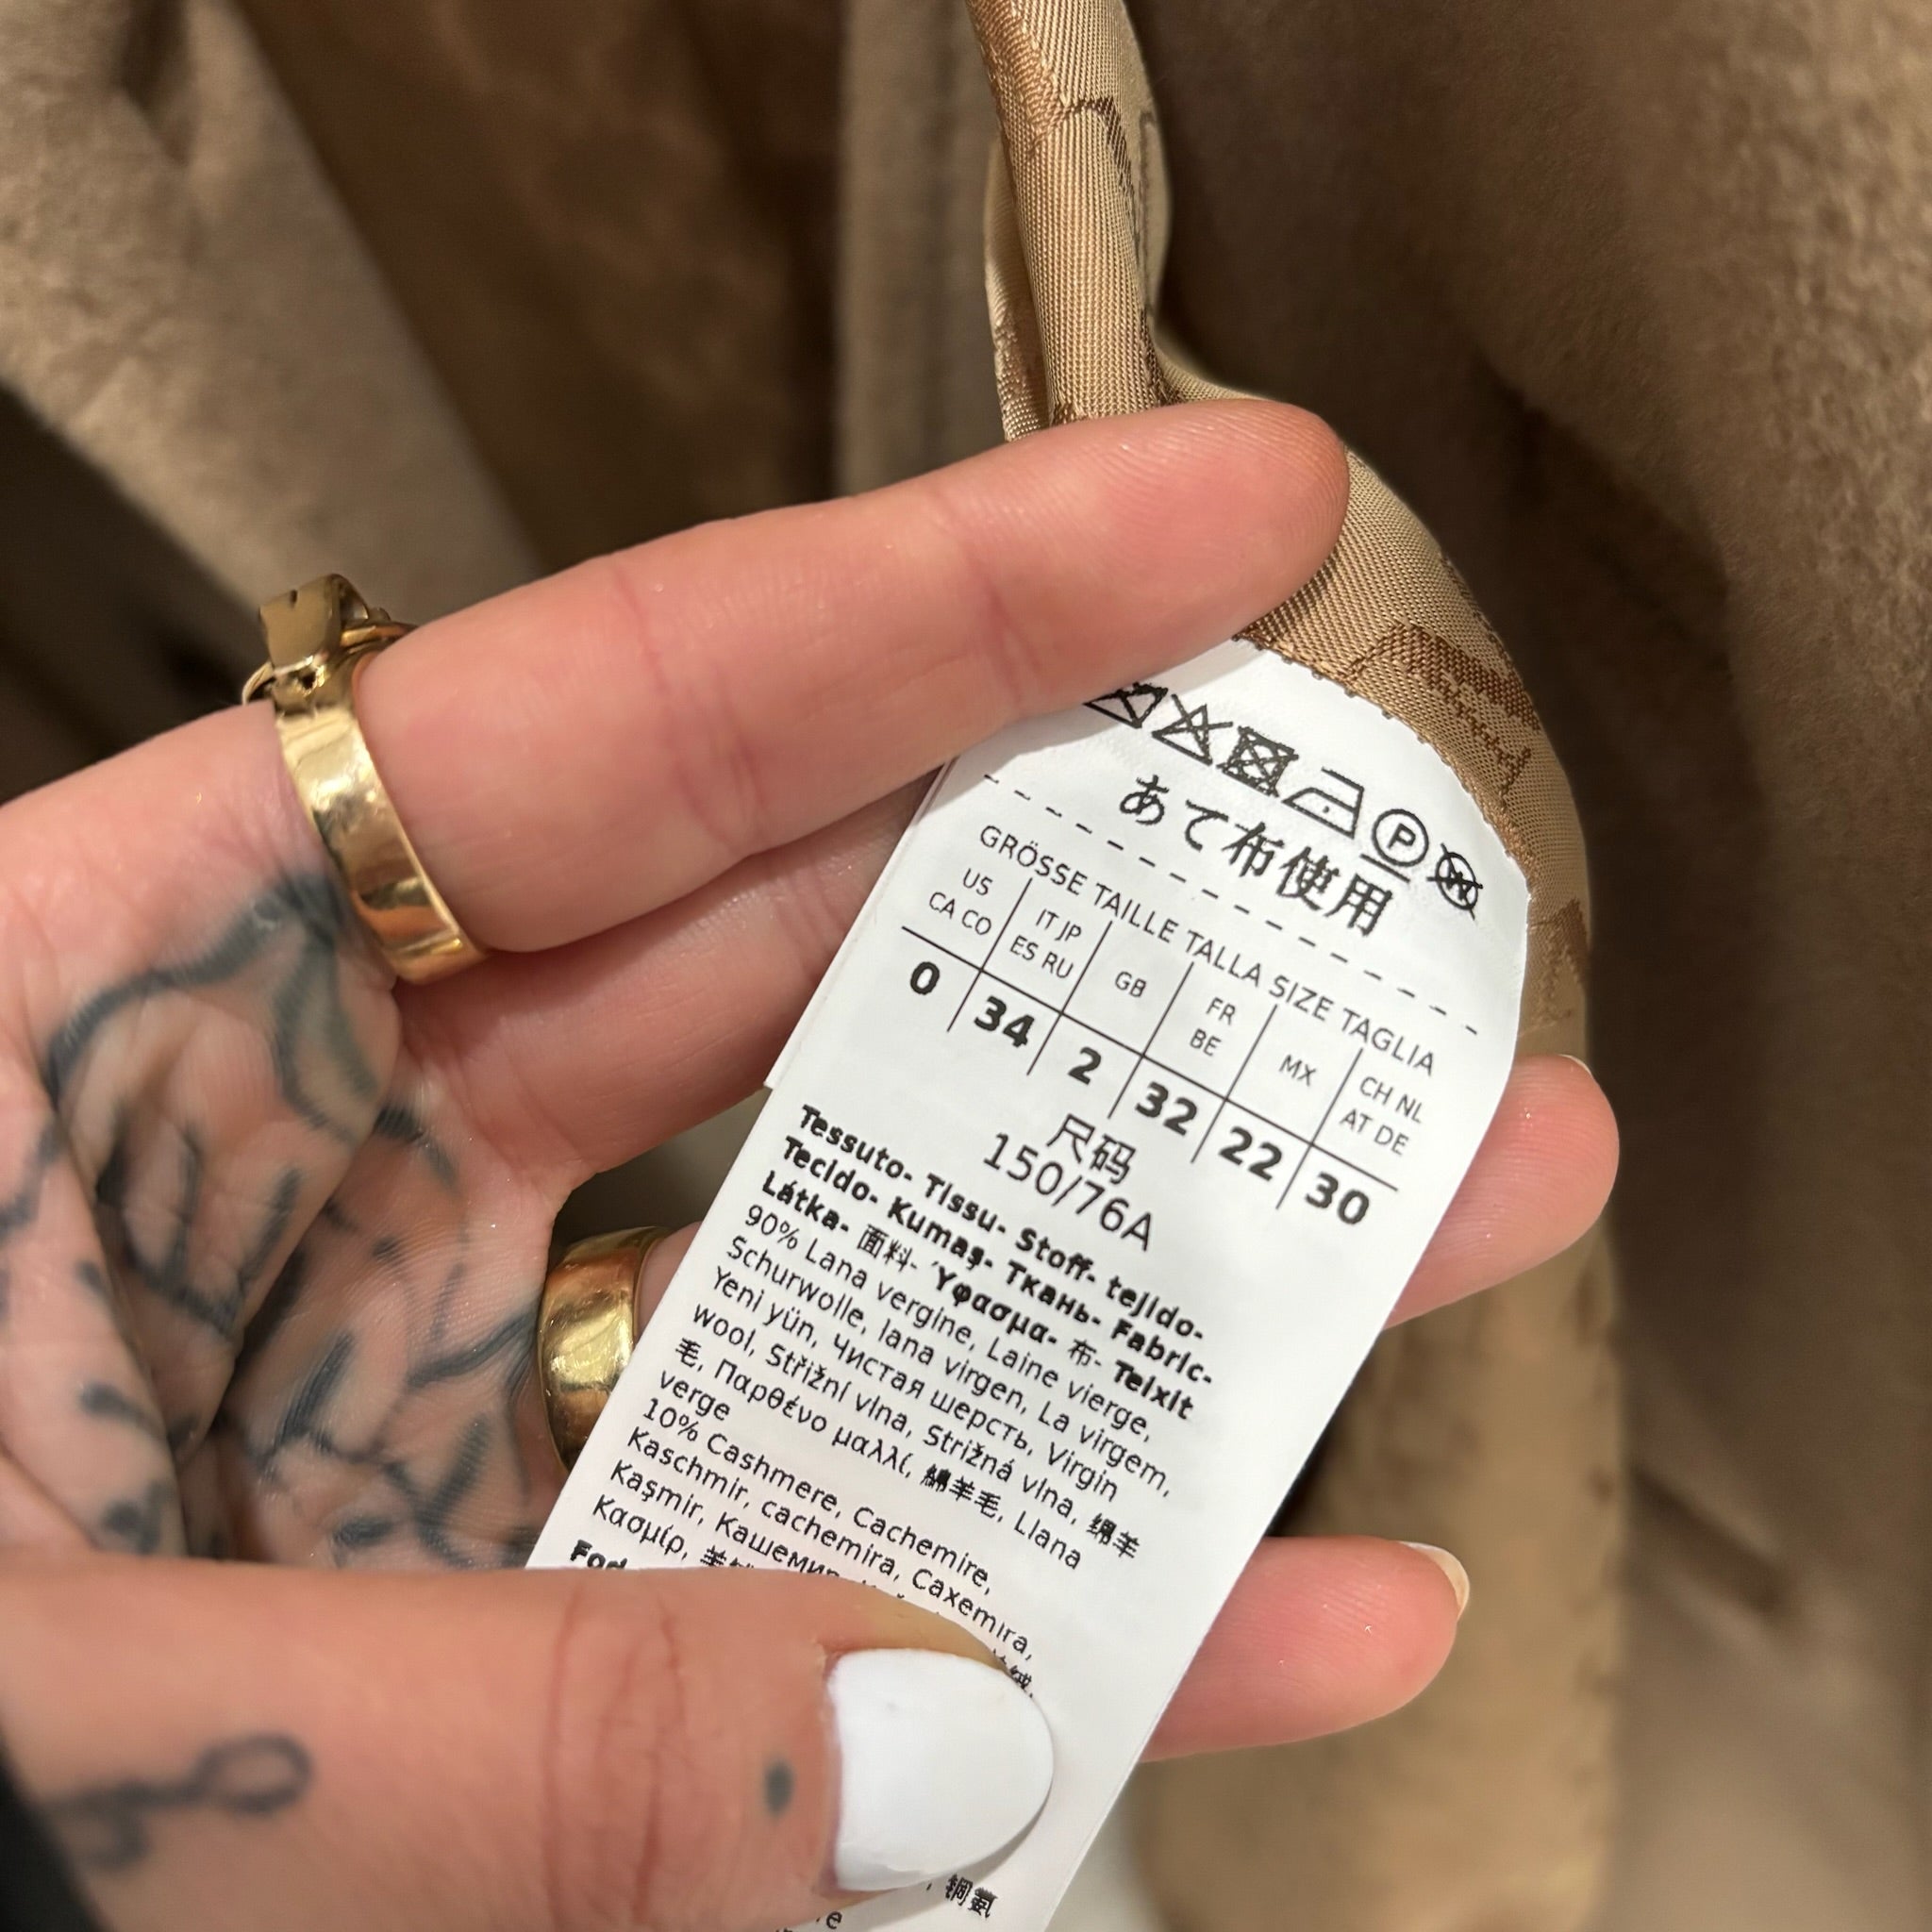 P W
あて布使用
GRÖSSE TAILLE TALLA SIZE TAGLIA
US CA CO IT JP ES RU GB FR BE MX CH NL AT DE
0 34 2 32 22 30
尺码
150/76A
Tessuto- Tissu- Stoff- tejido-
Tecido- Kumaş- Ткань- Fabric-
Látka- 面料- Ύφασμα- 布- Teixit
90% Lana vergine, Laine vierge,
Schurwolle, lana virgen, La virgem,
Yeni yün, Чистая шерсть, Virgin
wool, Střižní vlna, Strižná vlna, 绵羊
毛, Παρθένο μαλλί, 綿羊毛, Llana
verge
10% Cashmere, Cachemire,
Kaschmir, cachemira, Caxemira,
Kaşmir, Кашемир,
Κασμίρ,
铜氨